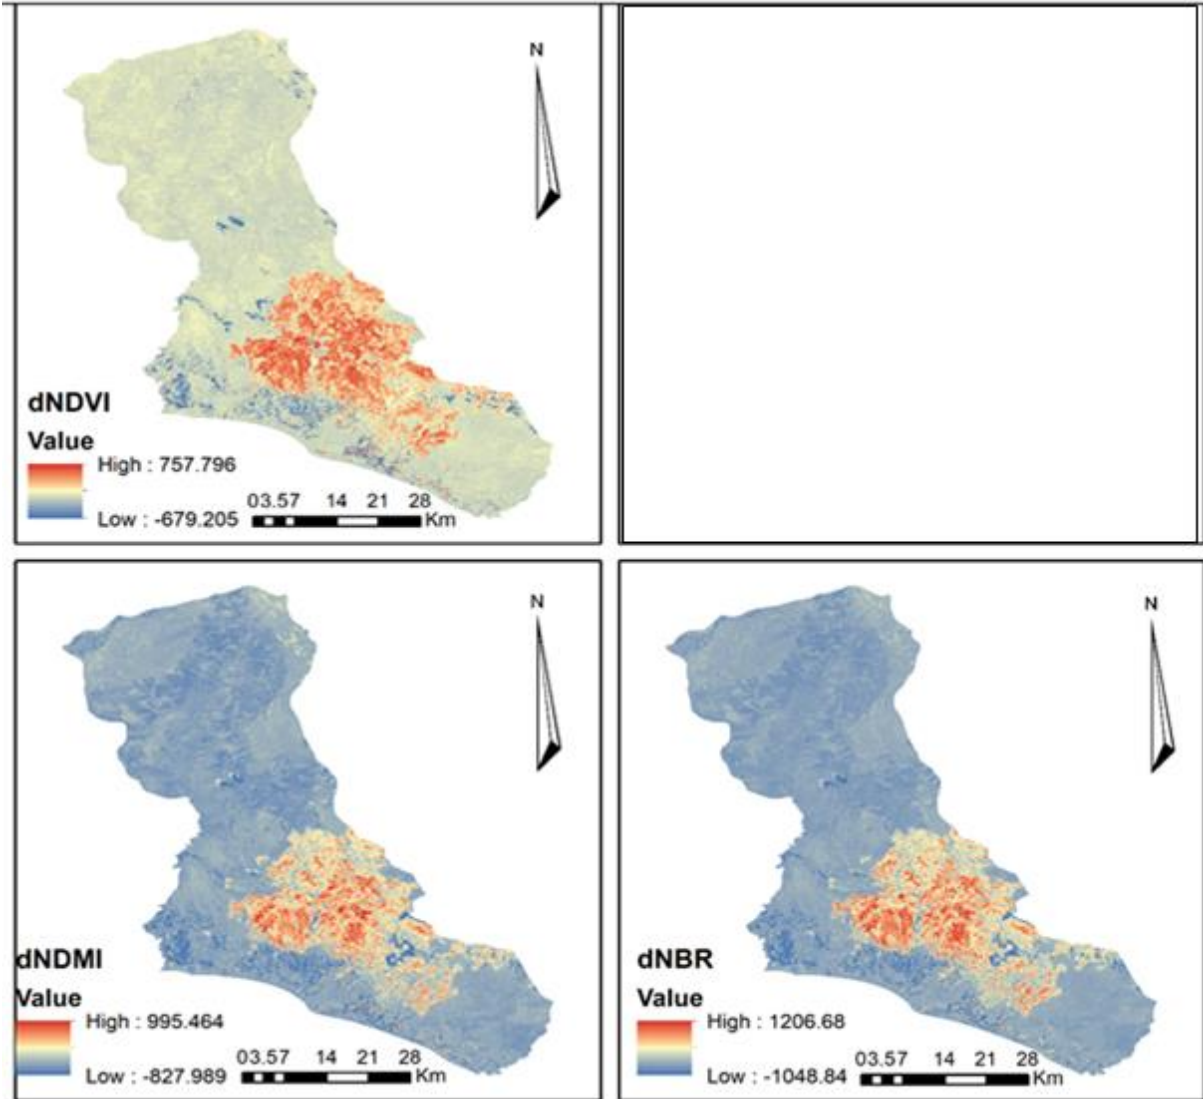 N
dNDVI
Value
High : 757.796
Low : -679.205
03.57 14 21 28
Km
N
dNDMI
Value
High : 995.464
Low : -827.989
03.57 14 21 28
Km
N
dNBR
Value
High : 1206.68
Low : -1048.84
03.57 14 21 28
Km